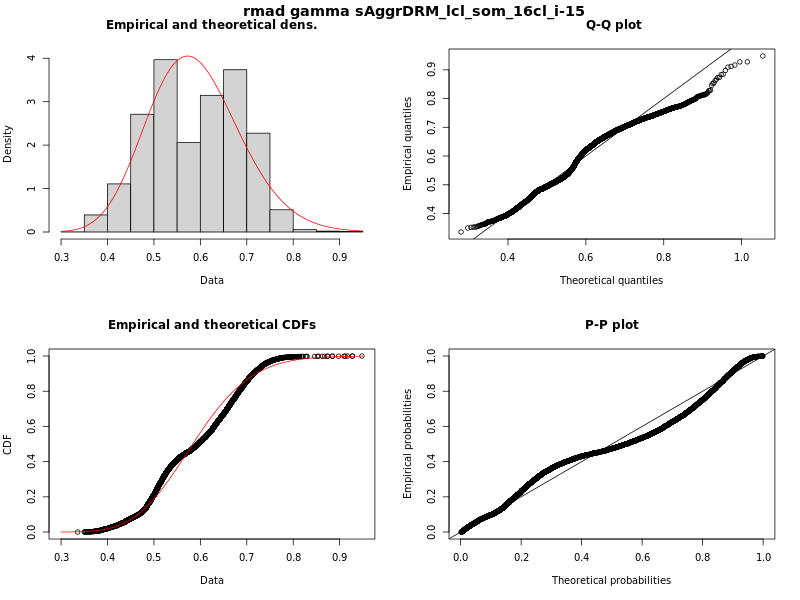 rmad gamma sAggrDRM_lcl_som_16cl_i-15
Empirical and theoretical dens.
Density
0 1 2 3 4
0.3 0.4 0.5 0.6 0.7 0.8 0.9
Data
Q-Q plot
Empirical quantiles
0.4 0.5 0.6 0.7 0.8 0.9
0.4 0.6 0.8 1.0
Theoretical quantiles
Empirical and theoretical CDFs
CDF
0.0 0.2 0.4 0.6 0.8 1.0
0.3 0.4 0.5 0.6 0.7 0.8 0.9
Data
P-P plot
Empirical probabilities
0.0 0.2 0.4 0.6 0.8 1.0
0.0 0.2 0.4 0.6 0.8 1.0
Theoretical probabilities